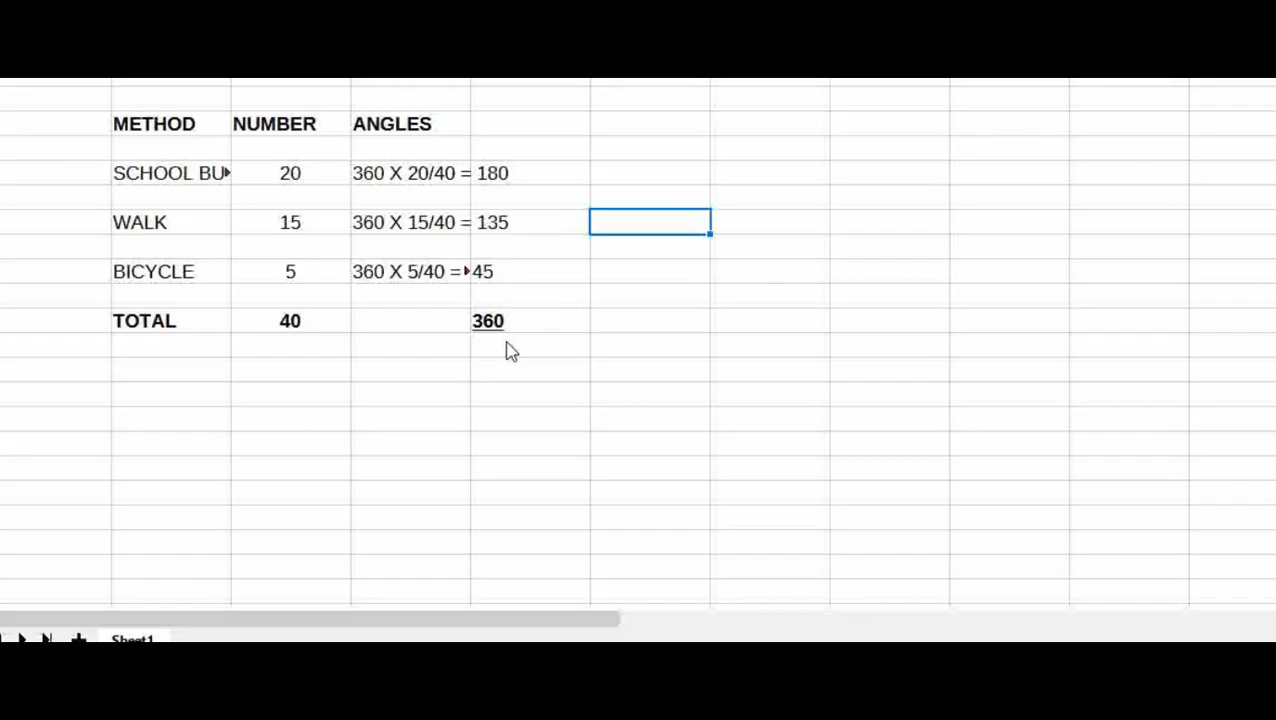 METHOD NUMBER ANGLES
SCHOOL BU 20 360 X 20/40 = 180
WALK 15 360 X 15/40 = 135
BICYCLE 5 360 X 5/40 = 45
TOTAL 40 360
Sheet1